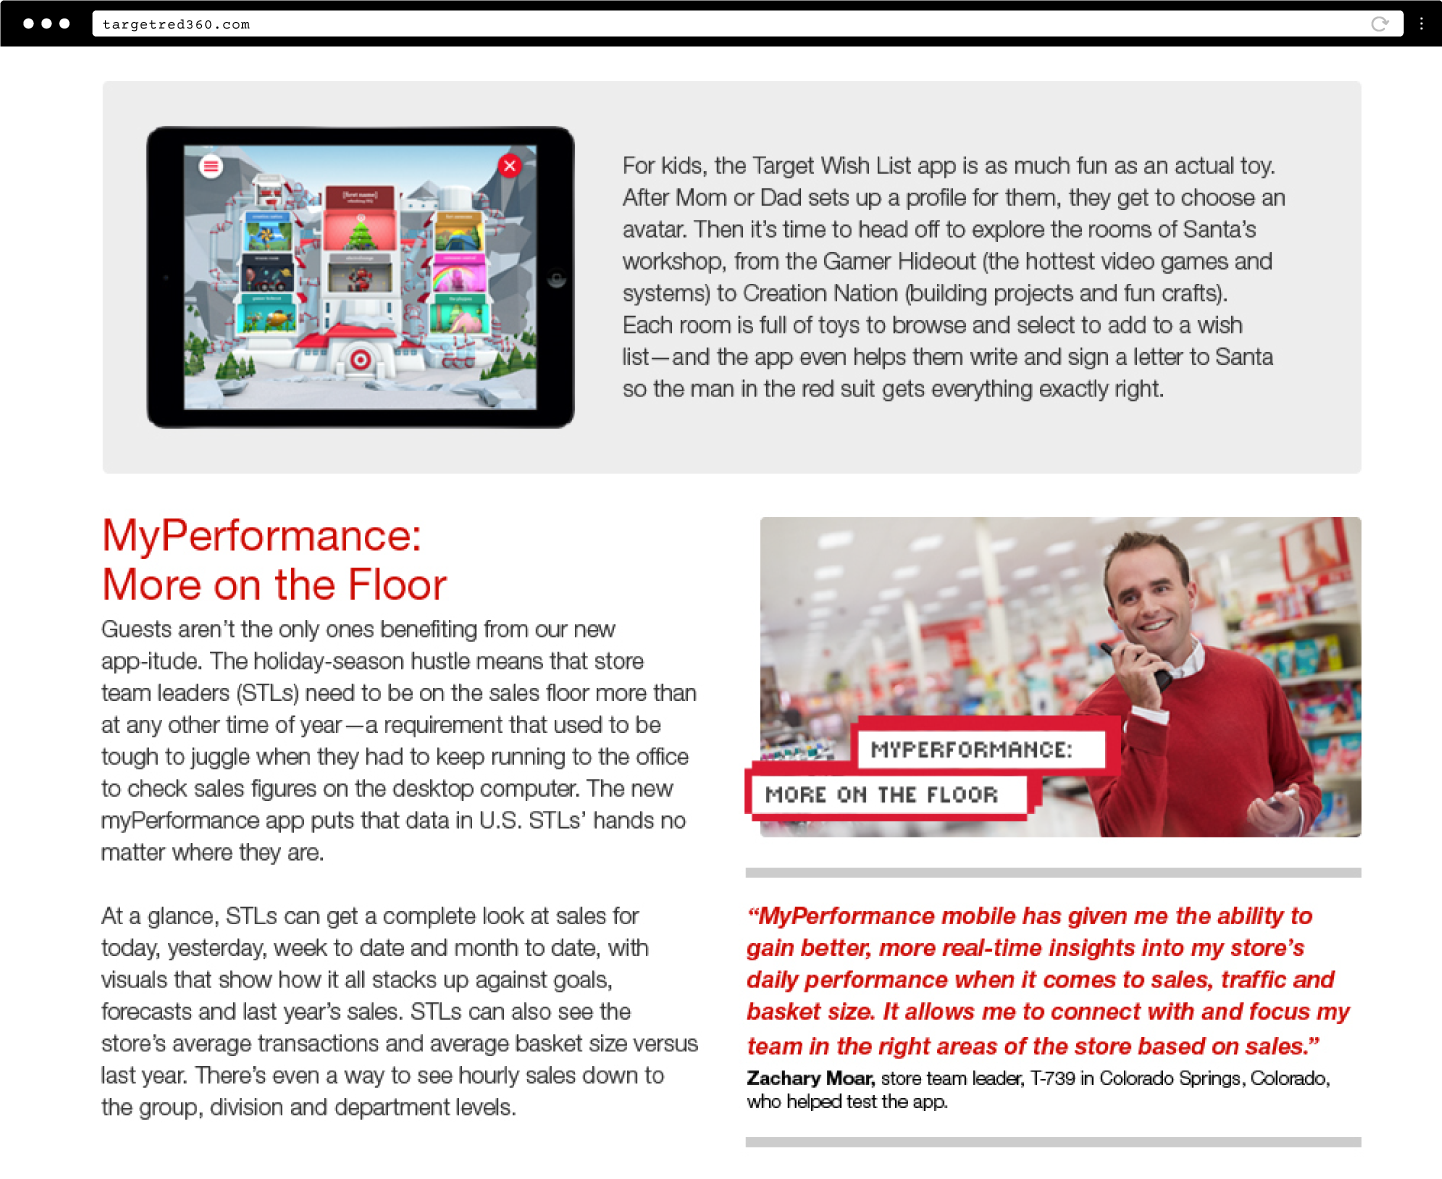 targetred360.com
[first name]
For kids, the Target Wish List app is as much fun as an actual toy.
After Mom or Dad sets up a profile for them, they get to choose an
avatar. Then it’s time to head off to explore the rooms of Santa’s
workshop, from the Gamer Hideout (the hottest video games and
systems) to Creation Nation (building projects and fun crafts).
Each room is full of toys to browse and select to add to a wish
list—and the app even helps them write and sign a letter to Santa
so the man in the red suit gets everything exactly right.
MyPerformance:
More on the Floor
Guests aren’t the only ones benefiting from our new
app-itude. The holiday-season hustle means that store
team leaders (STLs) need to be on the sales floor more than
at any other time of year—a requirement that used to be
tough to juggle when they had to keep running to the office
to check sales figures on the desktop computer. The new
myPerformance app puts that data in U.S. STLs’ hands no
matter where they are.
At a glance, STLs can get a complete look at sales for
today, yesterday, week to date and month to date, with
visuals that show how it all stacks up against goals,
forecasts and last year’s sales. STLs can also see the
store’s average transactions and average basket size versus
last year. There’s even a way to see hourly sales down to
the group, division and department levels.
MYPERFORMANCE:
MORE ON THE FLOOR
“MyPerformance mobile has given me the ability to
gain better, more real-time insights into my store’s
daily performance when it comes to sales, traffic and
basket size. It allows me to connect with and focus my
team in the right areas of the store based on sales.”
Zachary Moar, store team leader, T-739 in Colorado Springs, Colorado,
who helped test the app.